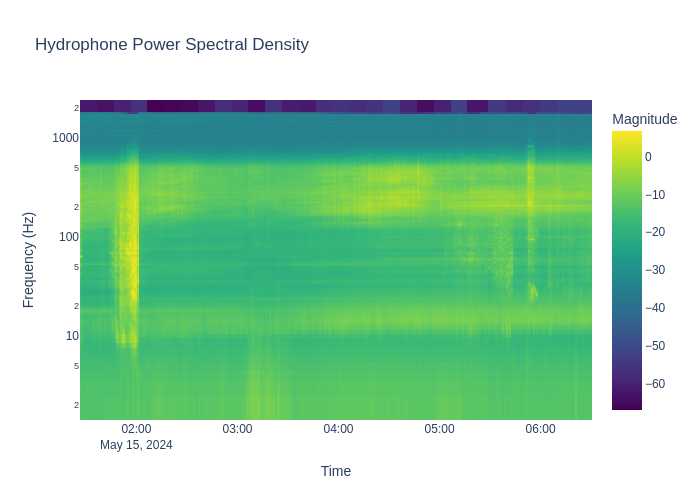 Hydrophone Power Spectral Density
Magnitude
0
−10
−20
−30
−40
−50
−60
Frequency (Hz)
2
1000
5
2
100
5
2
10
5
2
02:00 03:00 04:00 05:00 06:00
May 15, 2024
Time